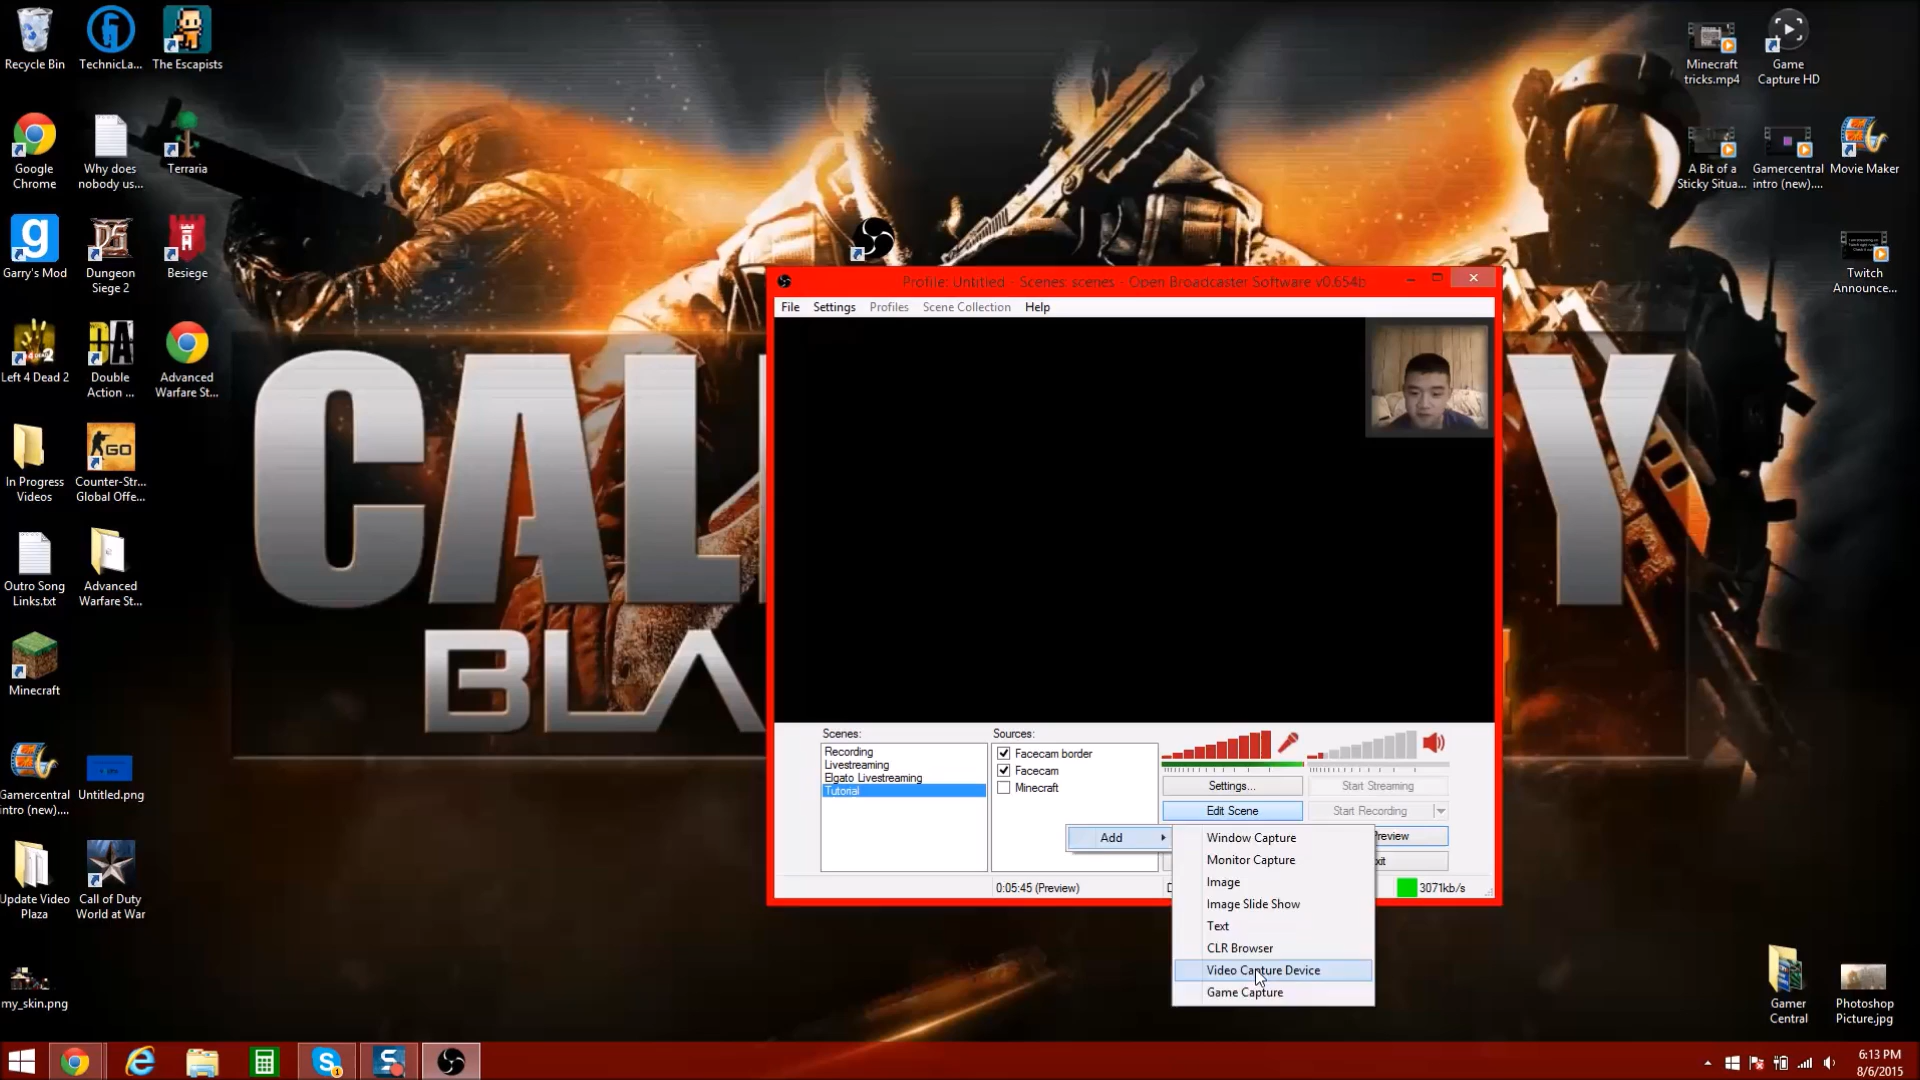 Recycle Bin
TechnicLa...
The Escapists
Minecraft
tricks.mp4
Game
Capture HD
Google
Chrome
Why does
nobody us...
Terraria
A Bit of a
Sticky Situa...
Gamercentral
intro (new)....
Movie Maker
Garry's Mod
Dungeon
Siege 2
Besiege
Twitch
Announce...
Left 4 Dead 2
Double
Action ...
Advanced
Warfare St...
In Progress
Videos
Counter-Str...
Global Offe...
Outro Song
Links.txt
Advanced
Warfare St...
Minecraft
Gamercentral
intro (new)....
Untitled.png
Update Video
Plaza
Call of Duty
World at War
my_skin.png
Gamer
Central
Photoshop
Picture.jpg
CAL
Y
BLA
Profile: Untitled - Scenes: scenes - Open Broadcaster Software v0.654b
File Settings Profiles Scene Collection Help
Scenes:
Recording
Livestreaming
Elgato Livestreaming
Tutorial
Sources:
Facecam border
Facecam
Minecraft
Settings...
Start Streaming
Edit Scene
Start Recording
Preview
xit
Add
Window Capture
Monitor Capture
Image
Image Slide Show
Text
CLR Browser
Video Capture Device
Game Capture
0:05:45 (Preview)
D
3071kb/s
6:13 PM
8/6/2015